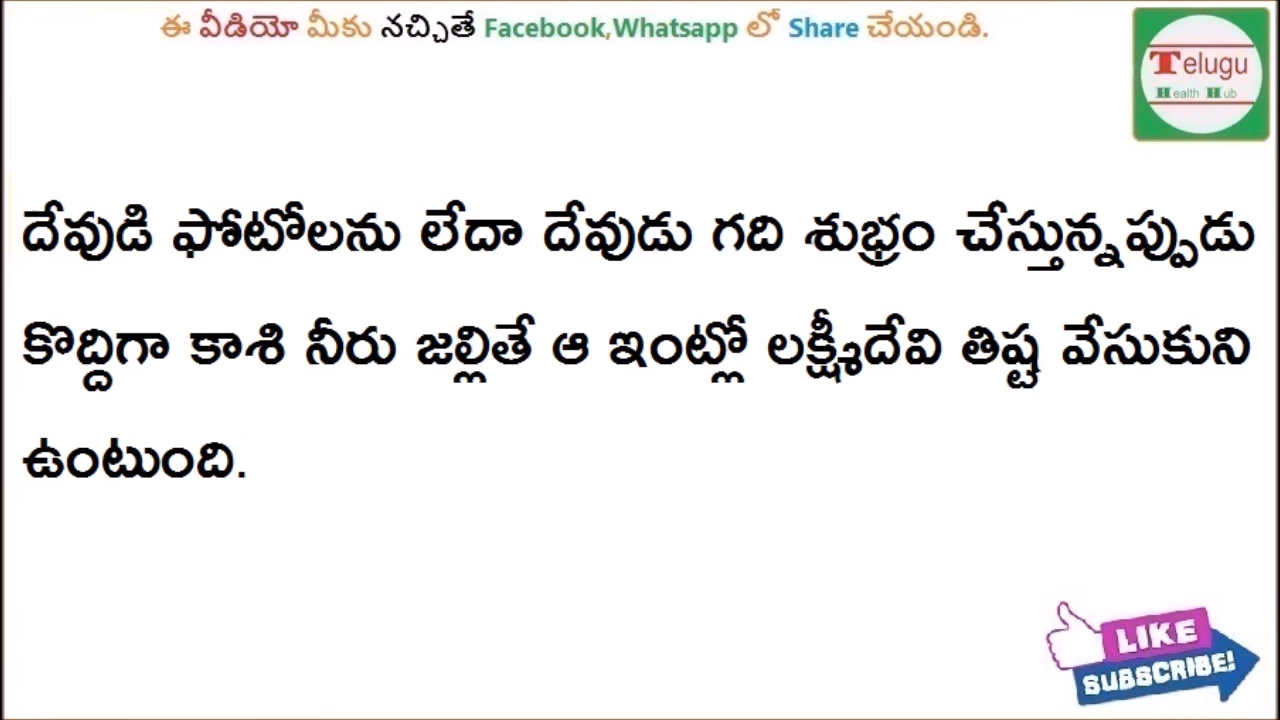 ఈ వీడియో మీకు నచ్చితే Facebook,Whatsapp లో Share చేయండి.
Telugu
Health Hub
దేవుడి ఫోటోలను లేదా దేవుడు గది శుభ్రం చేస్తున్నప్పుడు
కొద్దిగా కాశి నీరు జల్లితే ఆ ఇంట్లో లక్ష్మీదేవి తిష్ట వేసుకుని
ఉంటుంది.
LIKE
SUBSCRIBE!